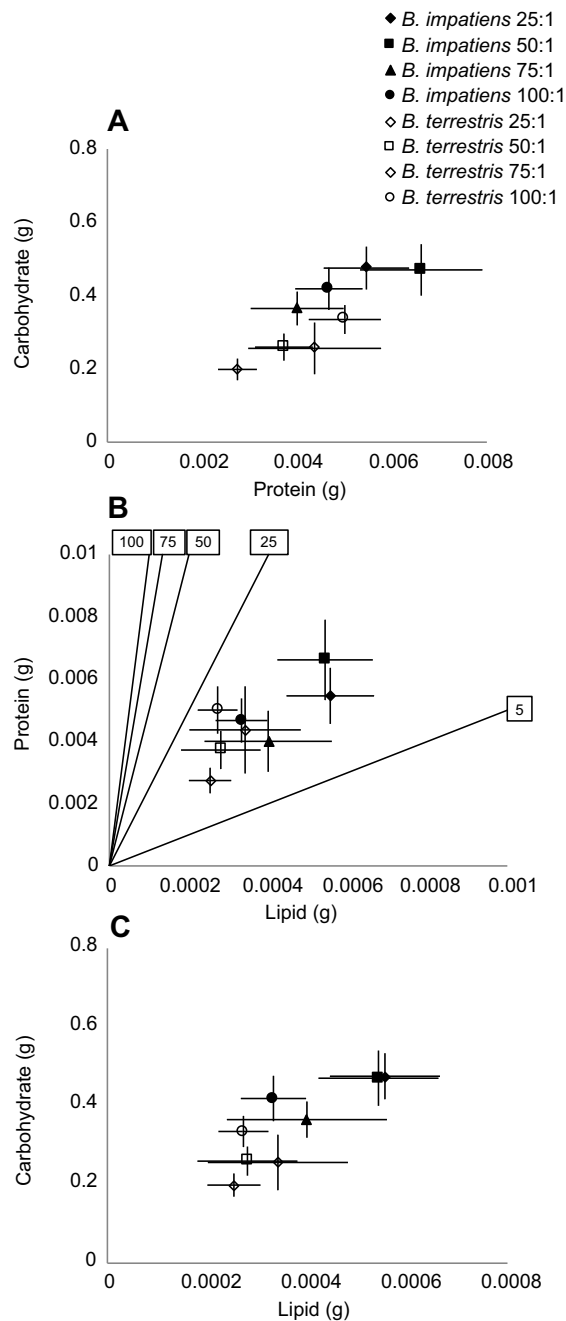 B. impatiens 25:1
B. impatiens 50:1
B. impatiens 75:1
B. impatiens 100:1
B. terrestris 25:1
B. terrestris 50:1
B. terrestris 75:1
B. terrestris 100:1
A
0.8
0.6
0.4
0.2
0
Carbohydrate (g)
0 0.002 0.004 0.006 0.008
Protein (g)
B
100 75 50 25
0.01
0.008
0.006
0.004
0.002
0
Protein (g)
5
0 0.0002 0.0004 0.0006 0.0008 0.001
Lipid (g)
C
0.8
0.6
0.4
0.2
0
Carbohydrate (g)
0 0.0002 0.0004 0.0006 0.0008
Lipid (g)